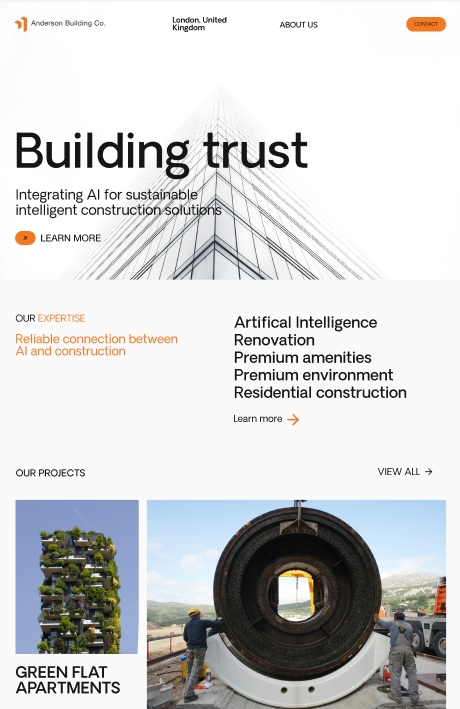 Anderson Building Co.
London, United
Kingdom
ABOUT US
CONTACT
Building trust
Integrating AI for sustainable
intelligent construction solutions
LEARN MORE
OUR EXPERTISE
Reliable connection between
AI and construction
Artifical Intelligence
Renovation
Premium amenities
Premium environment
Residential construction
Learn more
OUR PROJECTS
VIEW ALL
GREEN FLAT
APARTMENTS